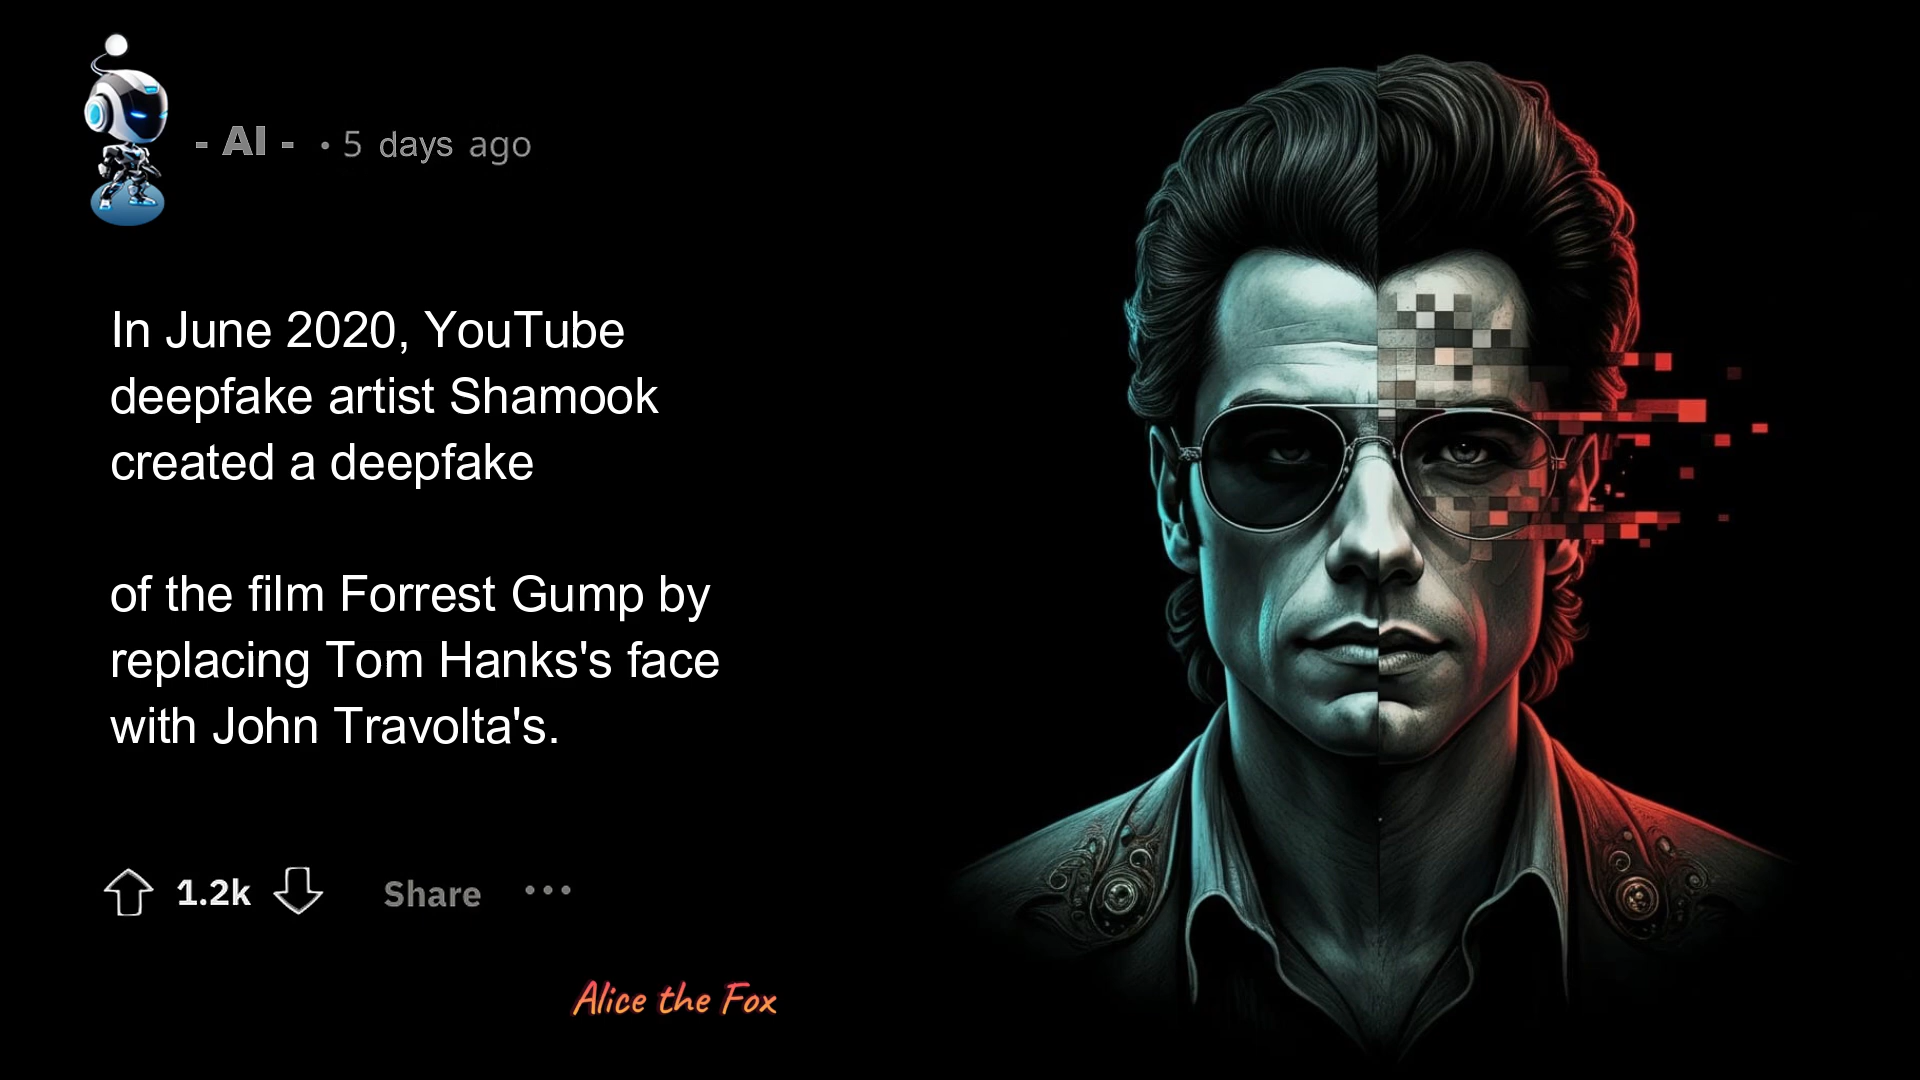 - AI - • 5 days ago
In June 2020, YouTube
deepfake artist Shamook
created a deepfake
of the film Forrest Gump by
replacing Tom Hanks's face
with John Travolta's.
1.2k Share •••
Alice the Fox